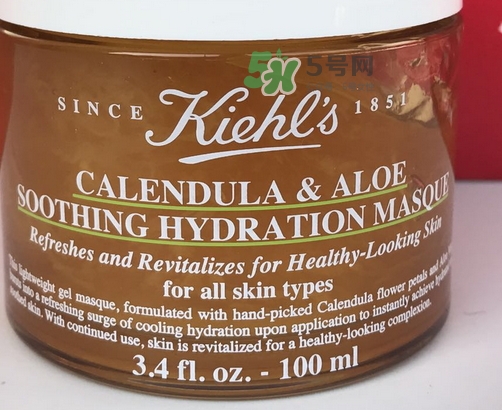 5号网
SINCE Kiehl's 1851
CALENDULA & ALOE
SOOTHING HYDRATION MASQUE
Refreshes and Revitalizes for Healthy-Looking Skin
for all skin types
This lightweight gel masque, formulated with hand-picked Calendula flower petals and Aloe
into a refreshing surge of cooling hydration upon application to instantly achieve
skin. With continued use, skin is revitalized for a healthy-looking complexion.
3.4 fl. oz. - 100 ml